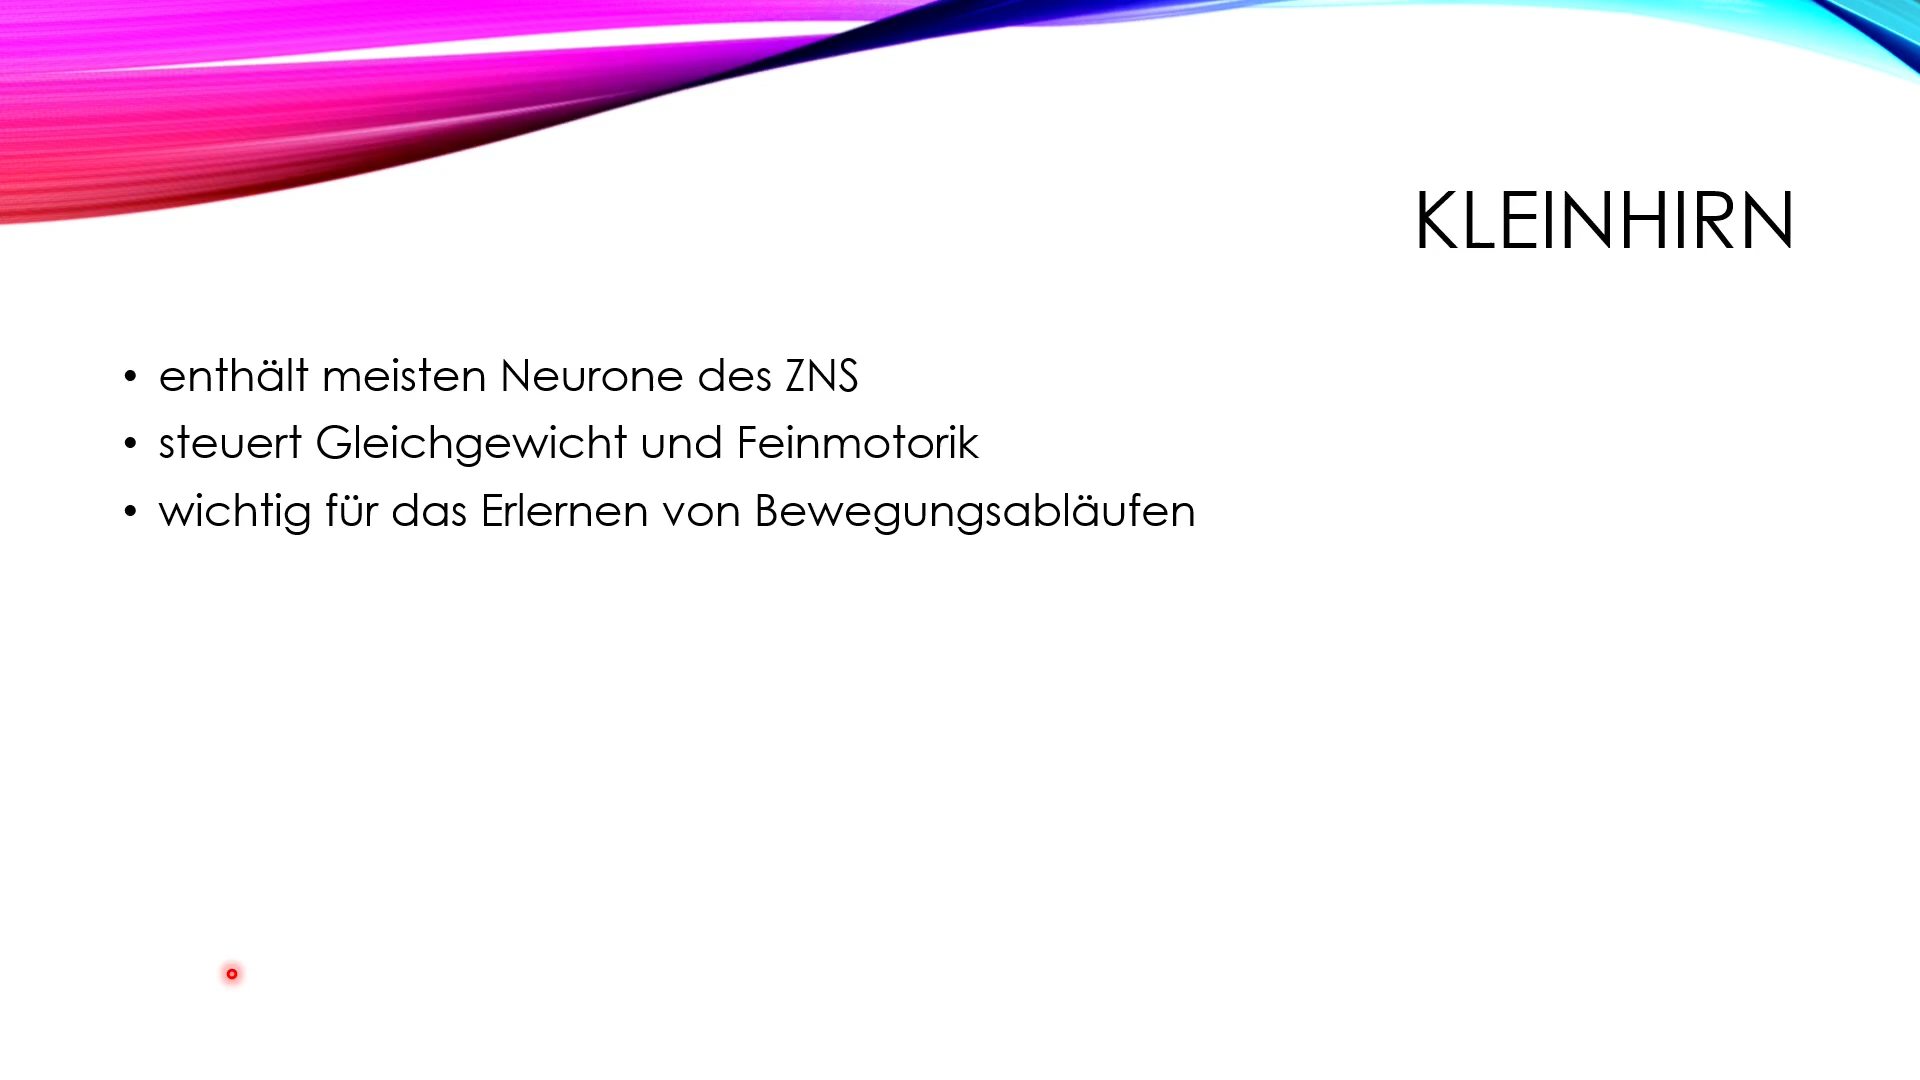 KLEINHIRN
• enthält meisten Neurone des ZNS
• steuert Gleichgewicht und Feinmotorik
• wichtig für das Erlernen von Bewegungsabläufen